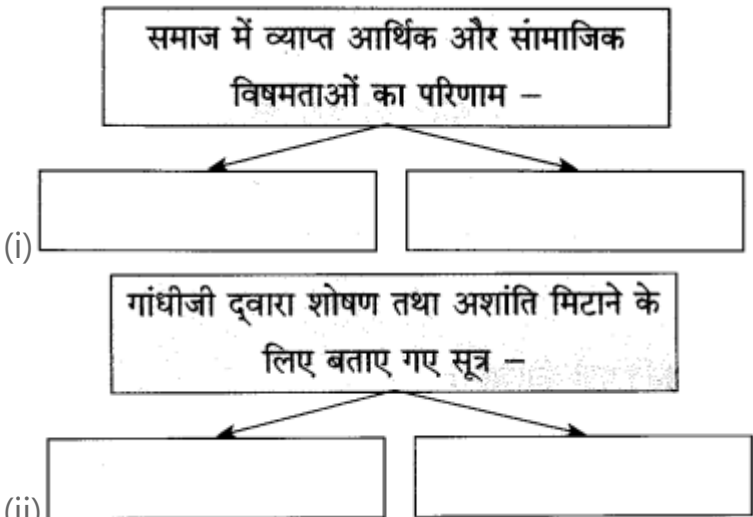 समाज में व्याप्त आर्थिक और सामाजिक
विषमताओं का परिणाम –
(i)
गांधीजी द्वारा शोषण तथा अशांति मिटाने के
लिए बताए गए सूत्र –
(ii)